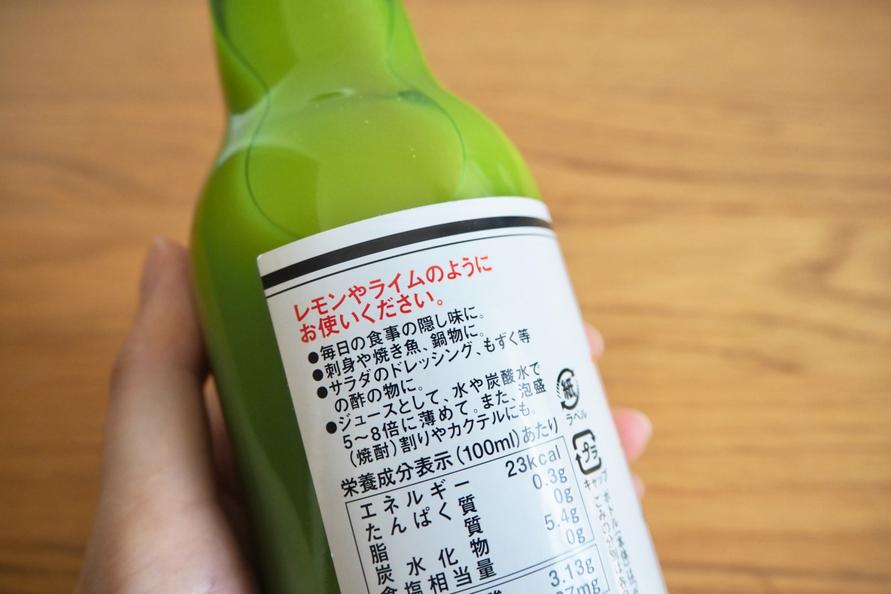 レモンやライムのように
お使いください。
●毎日の食事の隠し味に。
●刺身や焼き魚、鍋物に。
●サラダのドレッシング、もずく等
の酢の物に。
●ジュースとして、水や炭酸水で
5～8倍に薄めて。また、泡盛
(焼酎)割りやカクテルにも。
栄養成分表示(100ml)あたり
エネルギー 23kcal
たんぱく質 0.3g
脂質 0g
炭水化物 5.4g
食塩相当量 0g
3.13g
紙
ラベル
プラ
キャップ